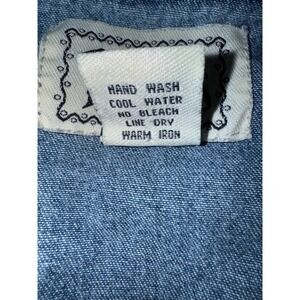 HAND WASH
COOL WATER
NO BLEACH
LINE DRY
WARM IRON